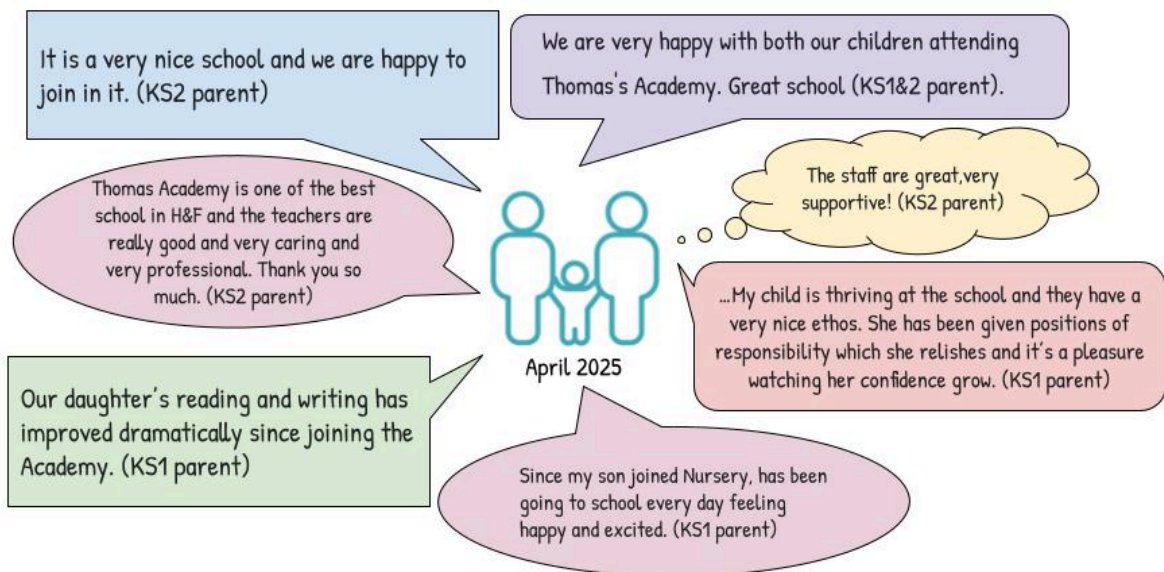 It is a very nice school and we are happy to
join in it. (KS2 parent)
We are very happy with both our children attending
Thomas's Academy. Great school (KS1&2 parent).
Thomas Academy is one of the best
school in H&F and the teachers are
really good and very caring and
very professional. Thank you so
much. (KS2 parent)
The staff are great,very
supportive! (KS2 parent)
...My child is thriving at the school and they have a
very nice ethos. She has been given positions of
responsibility which she relishes and it's a pleasure
watching her confidence grow. (KS1 parent)
April 2025
Our daughter's reading and writing has
improved dramatically since joining the
Academy. (KS1 parent)
Since my son joined Nursery, has been
going to school every day feeling
happy and excited. (KS1 parent)